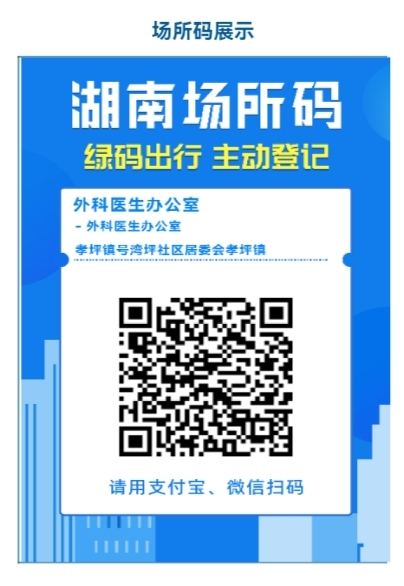 场所码展示
湖南场所码
绿码出行 主动登记
外科医生办公室
- 外科医生办公室
孝坪镇号湾坪社区居委会孝坪镇
请用支付宝、微信扫码